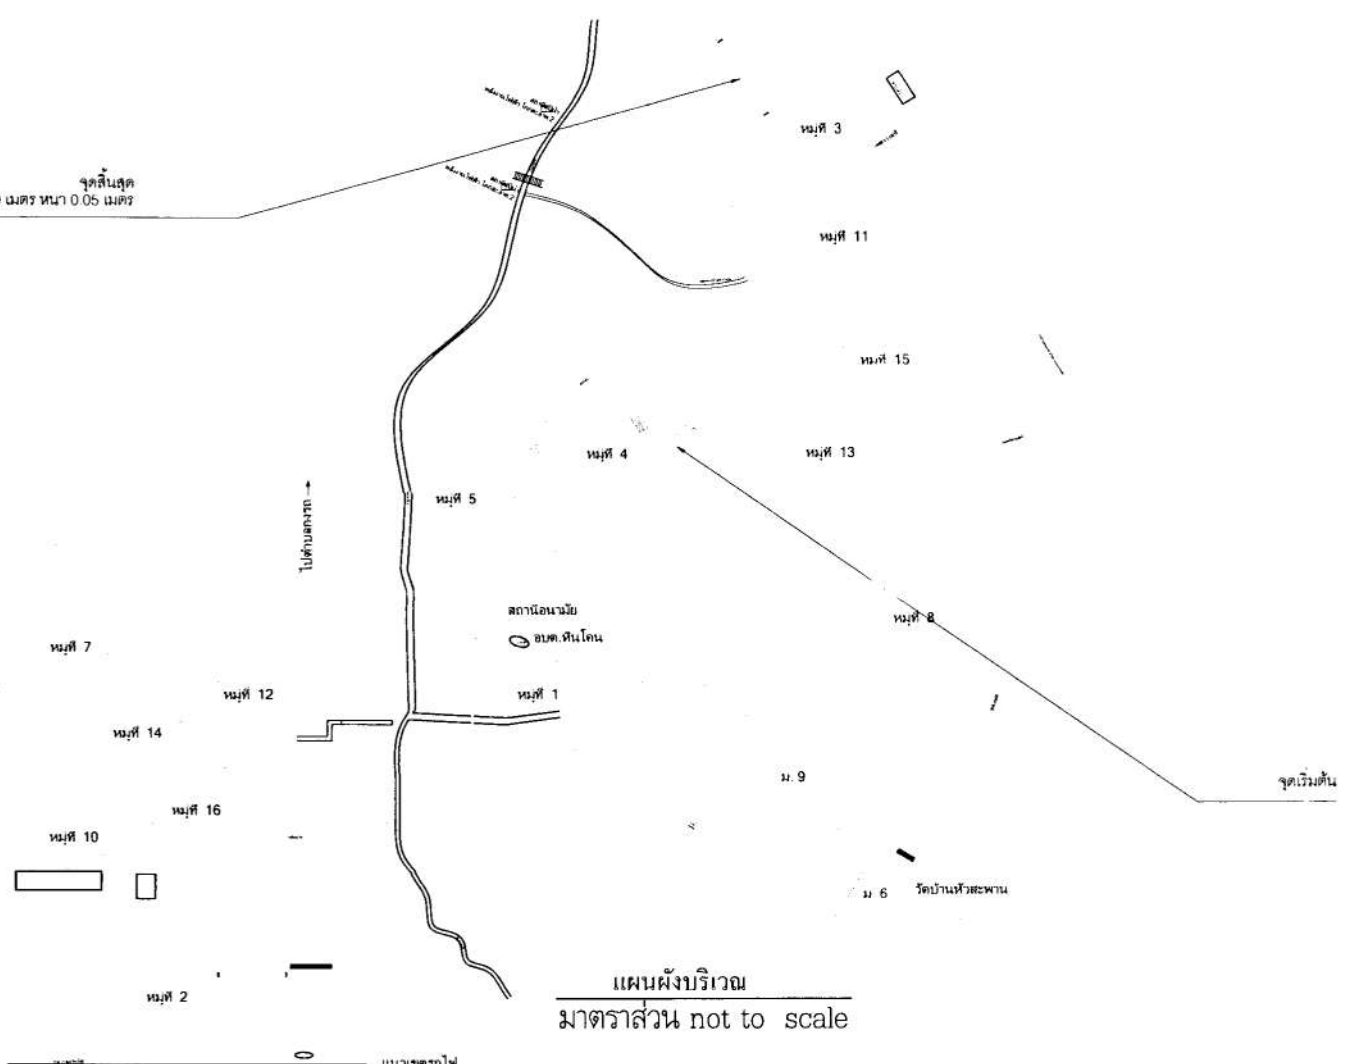 หมู่ที่ 3
จุดสิ้นสุด
เมตร หนา 0.05 เมตร
หมู่ที่ 11
หมู่ที่ 15
หมู่ที่ 4
หมู่ที่ 13
หมู่ที่ 5
สถานีอนามัย
หมู่ที่ 8
อบต.หินโคน
หมู่ที่ 7
หมู่ที่ 12
หมู่ที่ 1
หมู่ที่ 14
ม. 9
จุดเริ่มต้น
หมู่ที่ 16
หมู่ที่ 10
ม 6
วัดบ้านหัวสะพาน
แผนผังบริเวณ
หมู่ที่ 2
มาตราส่วน not to scale
แนวเขตรถไฟ